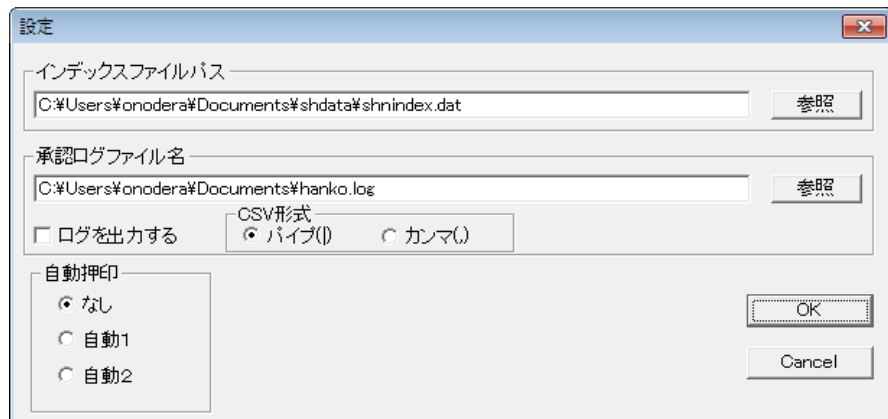 設定
インデックスファイルパス
C:¥Users¥onodera¥Documents¥shdata¥shnindex.dat
参照
承認ログファイル名
C:¥Users¥onodera¥Documents¥hanko.log
参照
ログを出力する
CSV形式
パイプ(|)
カンマ(,)
自動押印
なし
自動1
自動2
OK
Cancel